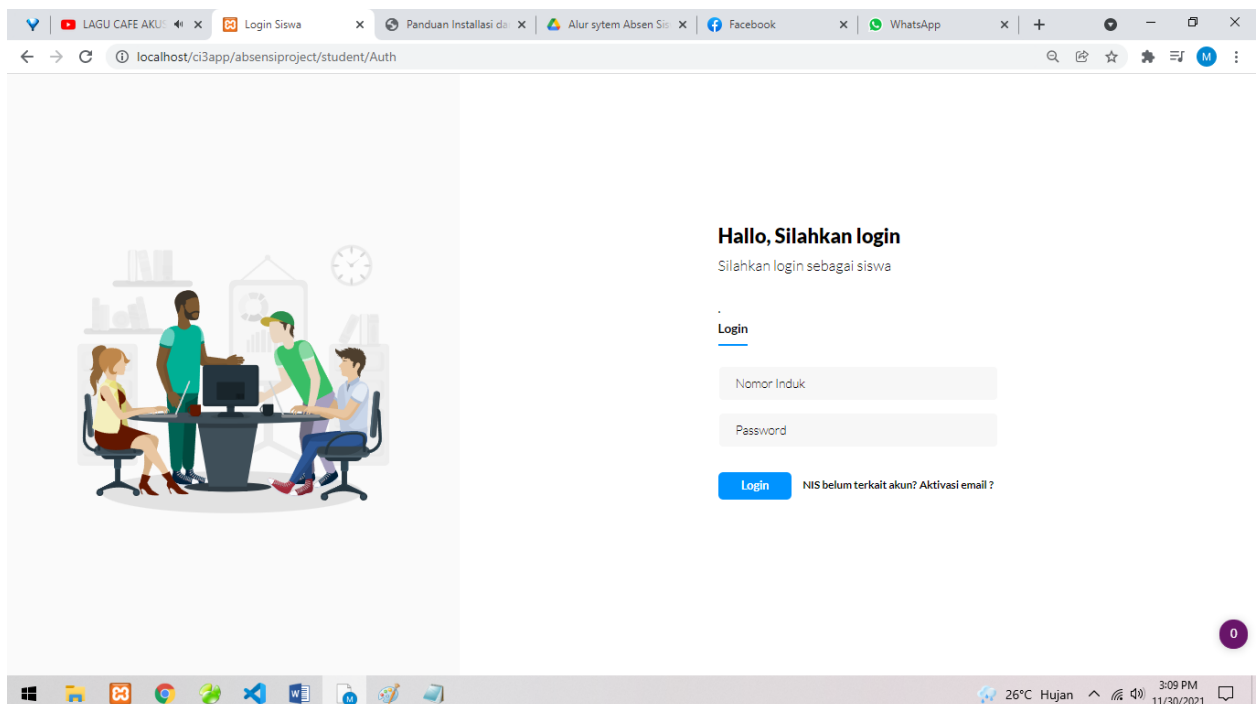 LAGU CAFE AKUS
Login Siswa
Panduan Installasi da
Alur sytem Absen Sis
Facebook
WhatsApp
localhost/ci3app/absensiproject/student/Auth
M
Hallo, Silahkan login
Silahkan login sebagai siswa
.
Login
Nomor Induk
Password
Login NIS belum terkait akun? Aktivasi email ?
0
26°C Hujan
3:09 PM
11/30/2021